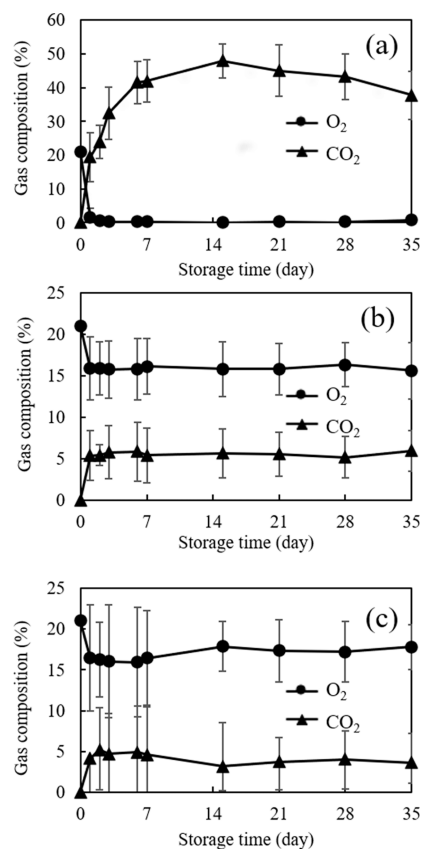 60
(a)
50
40
30
20
10
0
Gas composition (%)
O2
CO2
0 7 14 21 28 35
Storage time (day)
25
(b)
20
15
10
5
0
Gas composition (%)
O2
CO2
0 7 14 21 28 35
Storage time (day)
25
(c)
20
15
10
5
0
Gas composition (%)
O2
CO2
0 7 14 21 28 35
Storage time (day)